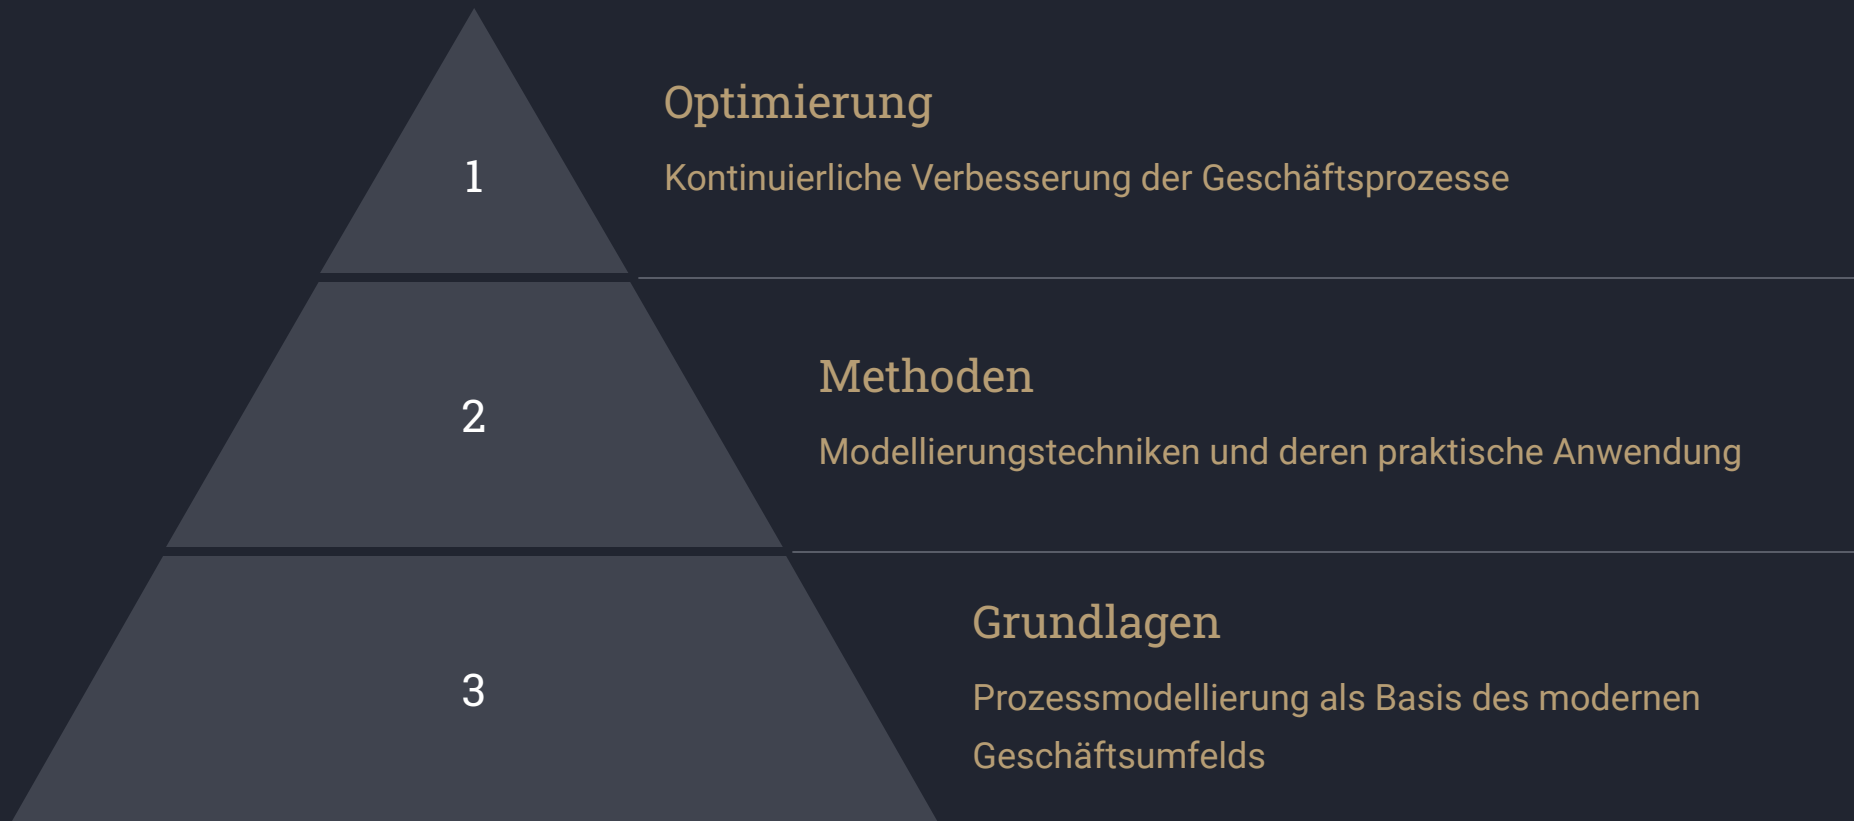 1
Optimierung
Kontinuierliche Verbesserung der Geschäftsprozesse
2
Methoden
Modellierungstechniken und deren praktische Anwendung
3
Grundlagen
Prozessmodellierung als Basis des modernen
Geschäftsumfelds